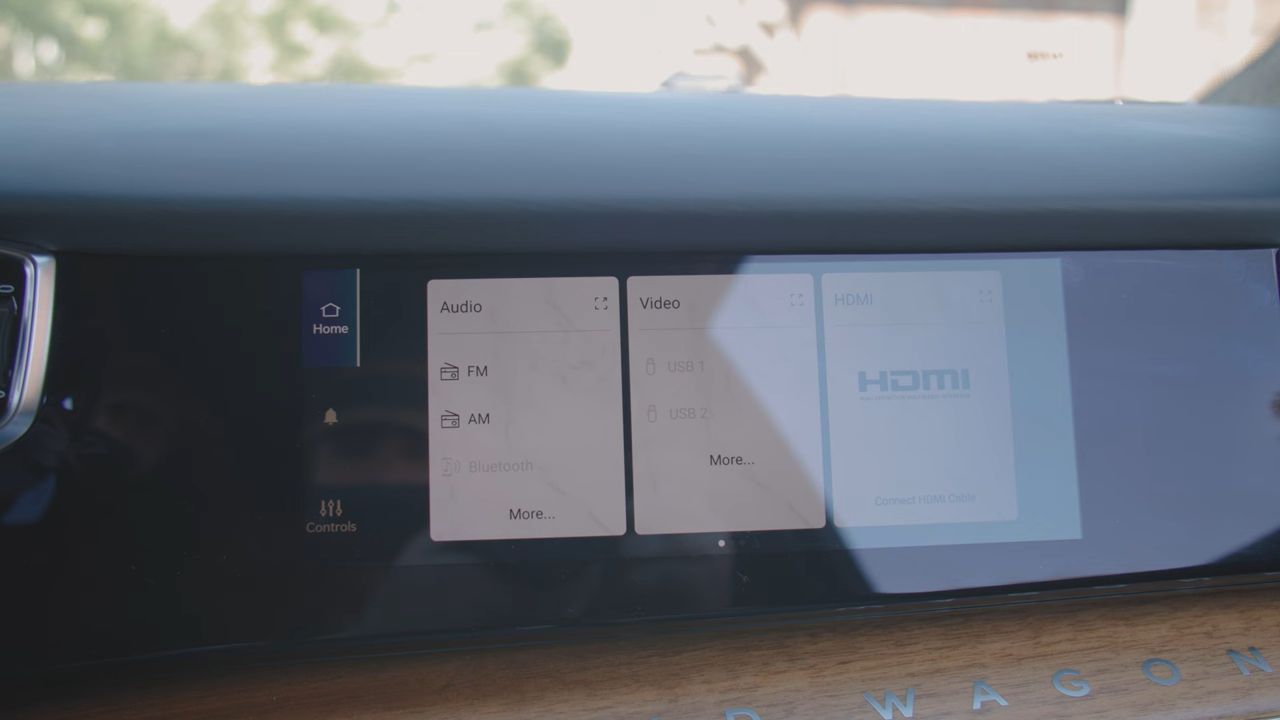 Home
Controls
Audio
FM
AM
Bluetooth
More...
Video
USB 1
USB 2
More...
HDMI
HDMI
Connect HDMI Cable
D WAGON